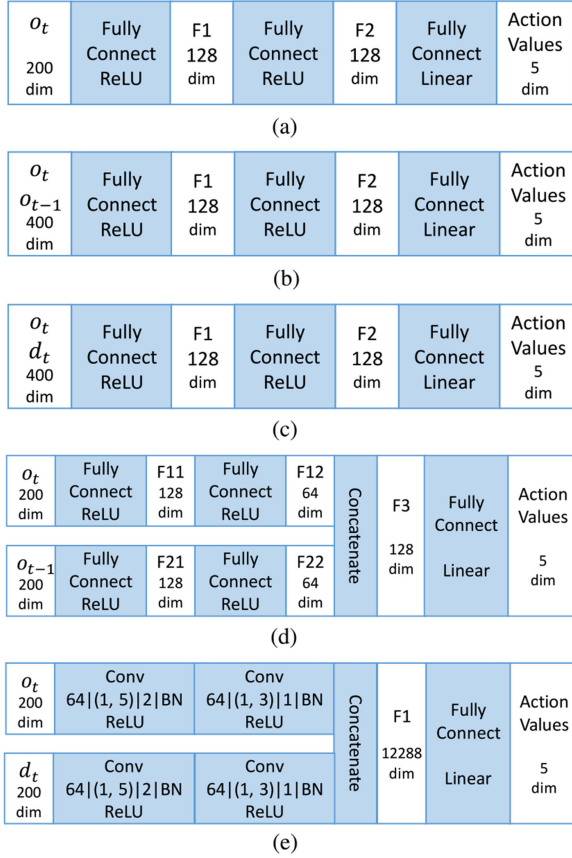 o_t
200
dim
Fully
Connect
ReLU
F1
128
dim
Fully
Connect
ReLU
F2
128
dim
Fully
Connect
Linear
Action
Values
5
dim
(a)
o_t
o_{t-1}
400
dim
Fully
Connect
ReLU
F1
128
dim
Fully
Connect
ReLU
F2
128
dim
Fully
Connect
Linear
Action
Values
5
dim
(b)
o_t
d_t
400
dim
Fully
Connect
ReLU
F1
128
dim
Fully
Connect
ReLU
F2
128
dim
Fully
Connect
Linear
Action
Values
5
dim
(c)
o_t
200
dim
Fully
Connect
ReLU
F11
128
dim
Fully
Connect
ReLU
F12
64
dim
o_{t-1}
200
dim
Fully
Connect
ReLU
F21
128
dim
Fully
Connect
ReLU
F22
64
dim
Concatenate
F3
128
dim
Fully
Connect
Linear
Action
Values
5
dim
(d)
o_t
200
dim
Conv
64|(1, 5)|2|BN
ReLU
Conv
64|(1, 3)|1|BN
ReLU
d_t
200
dim
Conv
64|(1, 5)|2|BN
ReLU
Conv
64|(1, 3)|1|BN
ReLU
Concatenate
F1
12288
dim
Fully
Connect
Linear
Action
Values
5
dim
(e)